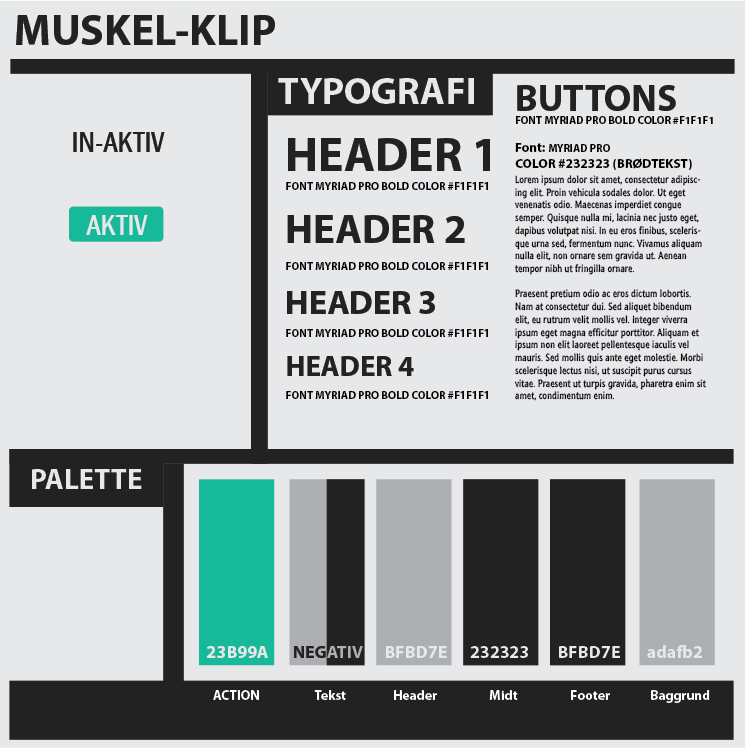 MUSKEL-KLIP
IN-AKTIV
AKTIV
TYPOGRAFI
HEADER 1
FONT MYRIAD PRO BOLD COLOR #F1F1F1
HEADER 2
FONT MYRIAD PRO BOLD COLOR #F1F1F1
HEADER 3
FONT MYRIAD PRO BOLD COLOR #F1F1F1
HEADER 4
FONT MYRIAD PRO BOLD COLOR #F1F1F1
BUTTONS
FONT MYRIAD PRO BOLD COLOR #F1F1F1
Font: MYRIAD PRO
COLOR #232323 (BRØDTEKST)
Lorem ipsum dolor sit amet, consectetur adipisc-
ing elit. Proin vehicula sodales dolor. Ut eget
venenatis odio. Maecenas imperdiet congue
semper. Quisque nulla mi, lacinia nec justo eget,
dapibus volutpat nisi. In eu eros finibus, sceleris-
que urna sed, fermentum nunc. Vivamus aliquam
nulla elit, non ornare sem gravida ut. Aenean
tempor nibh ut fringilla ornare.
Praesent pretium odio ac eros dictum lobortis.
Nam at consectetur dui. Sed aliquet bibendum
elit, eu rutrum velit mollis vel. Integer viverra
ipsum eget magna efficitur porttitor. Aliquam et
ipsum non elit laoreet pellentesque iaculis vel
mauris. Sed mollis quis ante eget molestie. Morbi
scelerisque lectus nisi, ut suscipit purus cursus
vitae. Praesent ut turpis gravida, pharetra enim sit
amet, condimentum enim.
PALETTE
23B99A NEGATIV BFBD7E 232323 BFBD7E adafb2
ACTION Tekst Header Midt Footer Baggrund